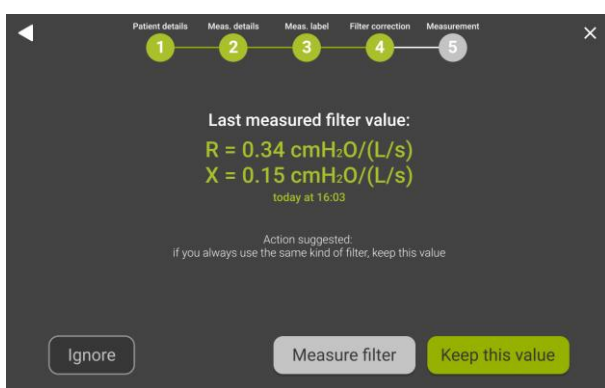 Patient details Meas. details Meas. label Filter correction Measurement
1 2 3 4 5
Last measured filter value:
R = 0.34 cmH₂O/(L/s)
X = 0.15 cmH₂O/(L/s)
today at 16:03
Action suggested:
if you always use the same kind of filter, keep this value
Ignore Measure filter Keep this value